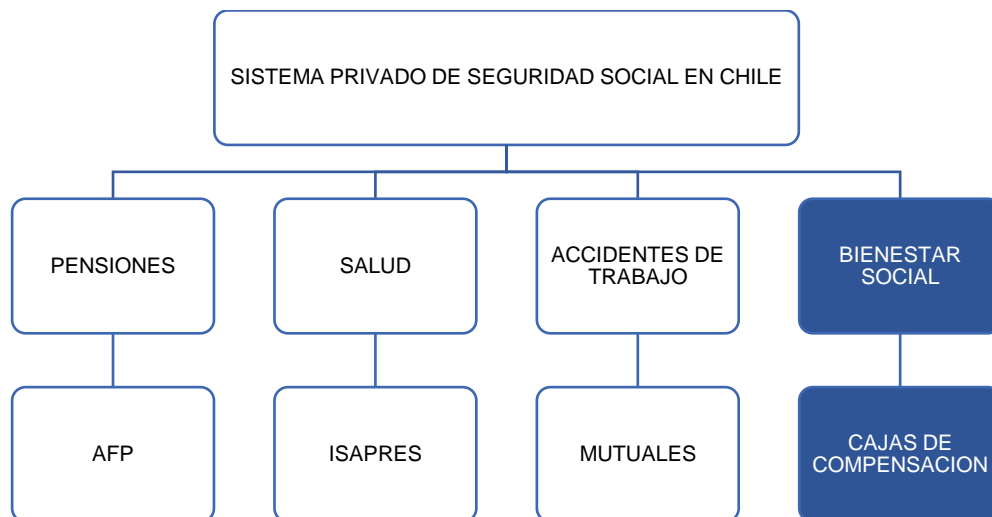 SISTEMA PRIVADO DE SEGURIDAD SOCIAL EN CHILE
PENSIONES
SALUD
ACCIDENTES DE
TRABAJO
BIENESTAR
SOCIAL
AFP
ISAPRES
MUTUALES
CAJAS DE
COMPENSACION